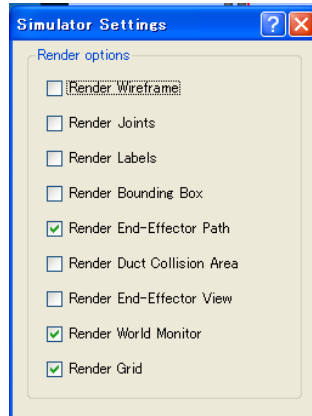 Simulator Settings
Render options
Render Wireframe
Render Joints
Render Labels
Render Bounding Box
Render End-Effector Path
Render Duct Collision Area
Render End-Effector View
Render World Monitor
Render Grid